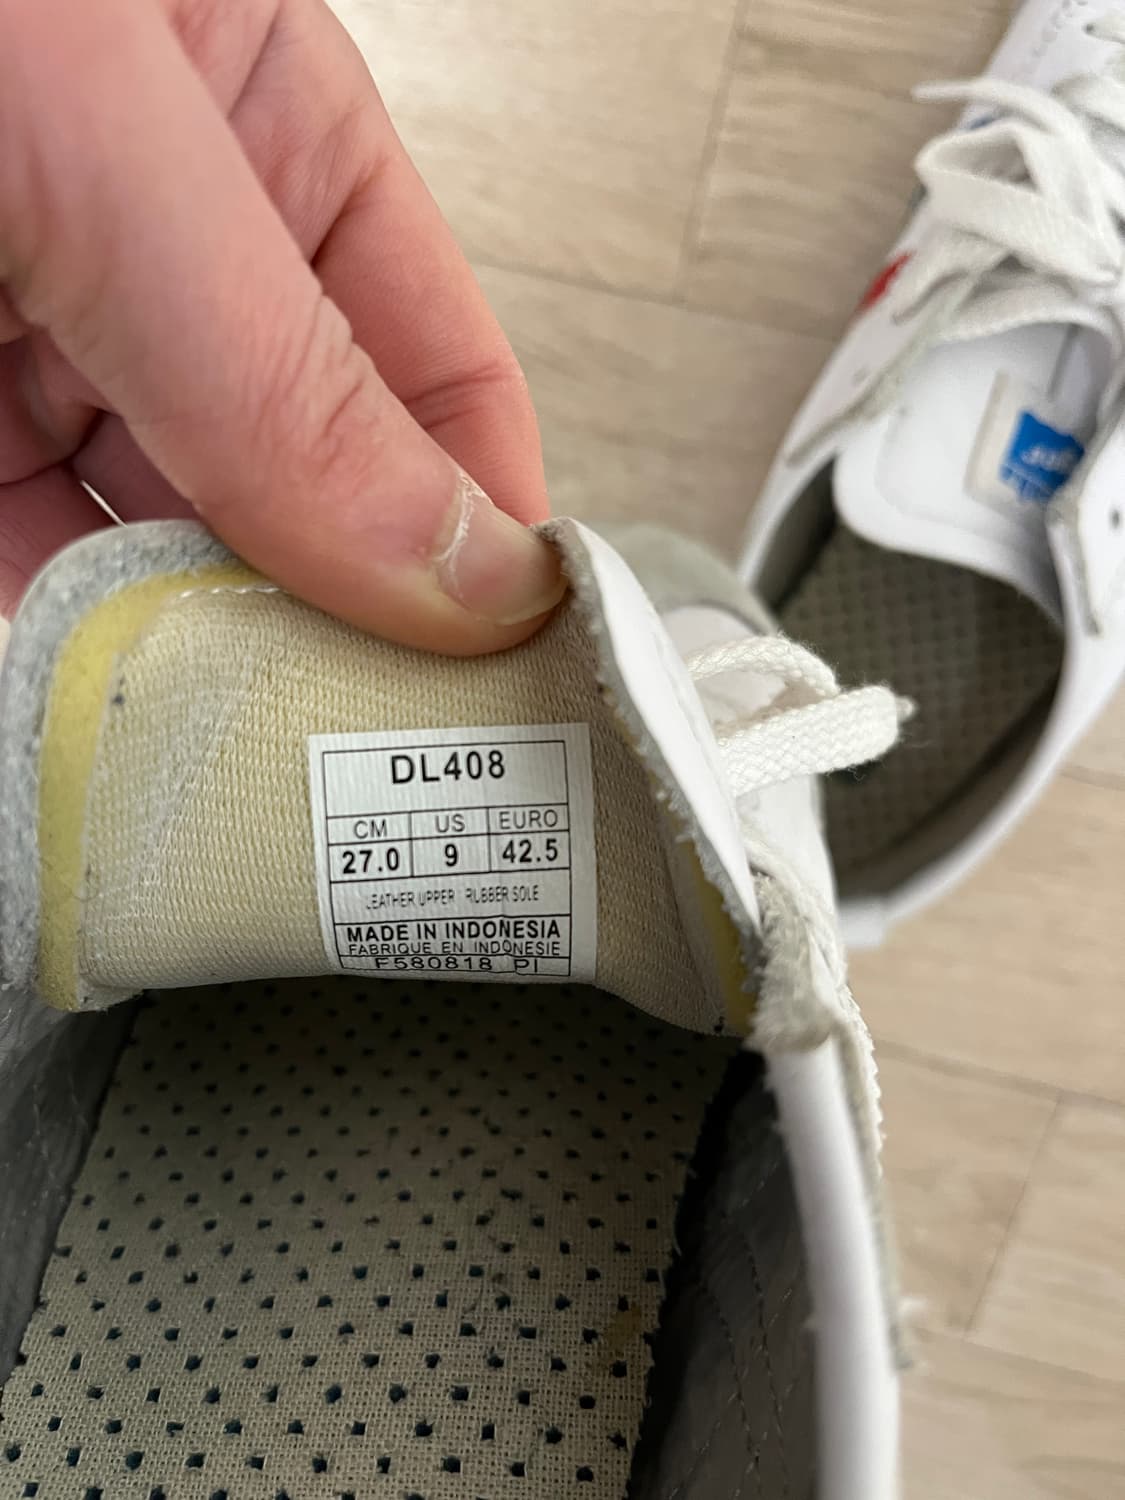 DL408
CM US EURO
27.0 9 42.5
LEATHER UPPER RUBBER SOLE
MADE IN INDONESIA
FABRIQUE EN INDONESIE
F580818 PI